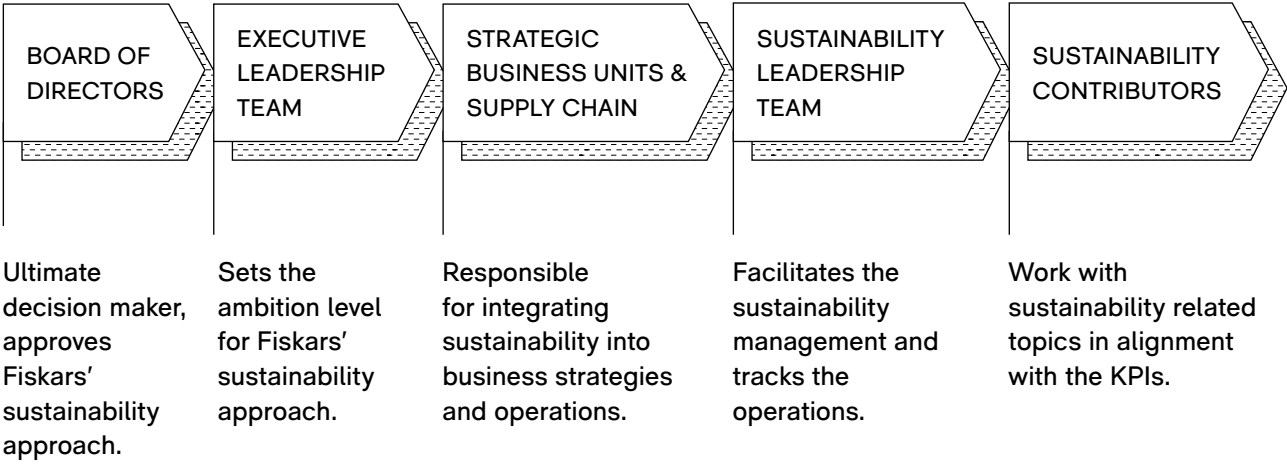 BOARD OF
DIRECTORS
EXECUTIVE
LEADERSHIP
TEAM
STRATEGIC
BUSINESS UNITS &
SUPPLY CHAIN
SUSTAINABILITY
LEADERSHIP
TEAM
SUSTAINABILITY
CONTRIBUTORS
Ultimate
decision maker,
approves
Fiskars’
sustainability
approach.
Sets the
ambition level
for Fiskars’
sustainability
approach.
Responsible
for integrating
sustainability into
business strategies
and operations.
Facilitates the
sustainability
management and
tracks the
operations.
Work with
sustainability related
topics in alignment
with the KPIs.